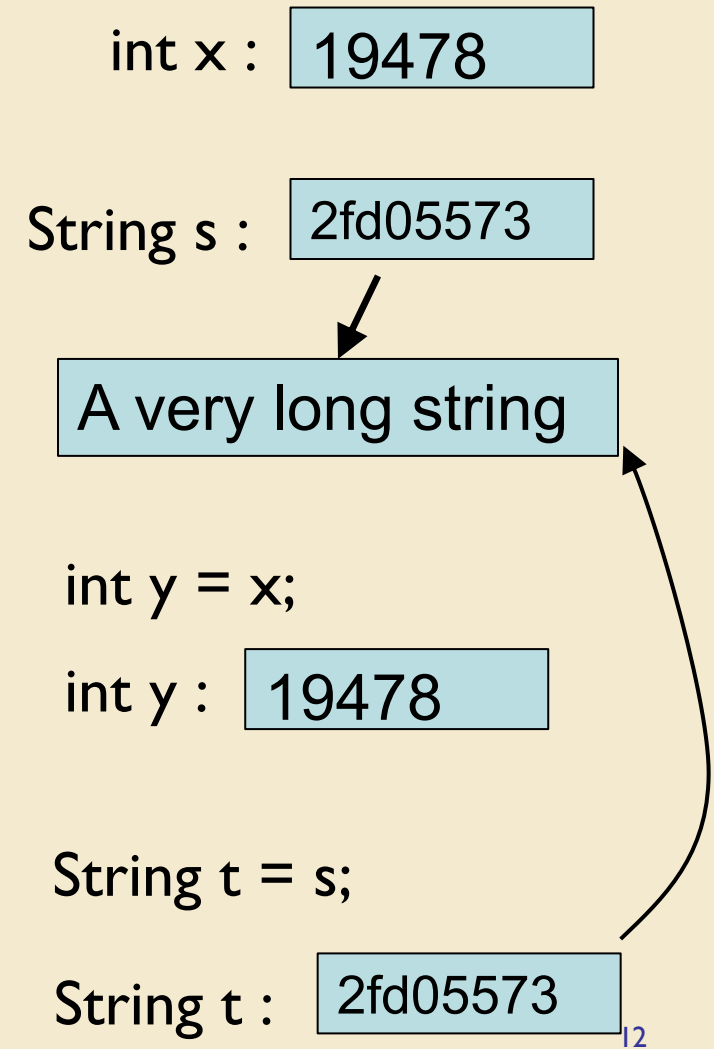 int x : 19478
String s : 2fd05573
A very long string
int y = x;
int y : 19478
String t = s;
String t : 2fd05573
12